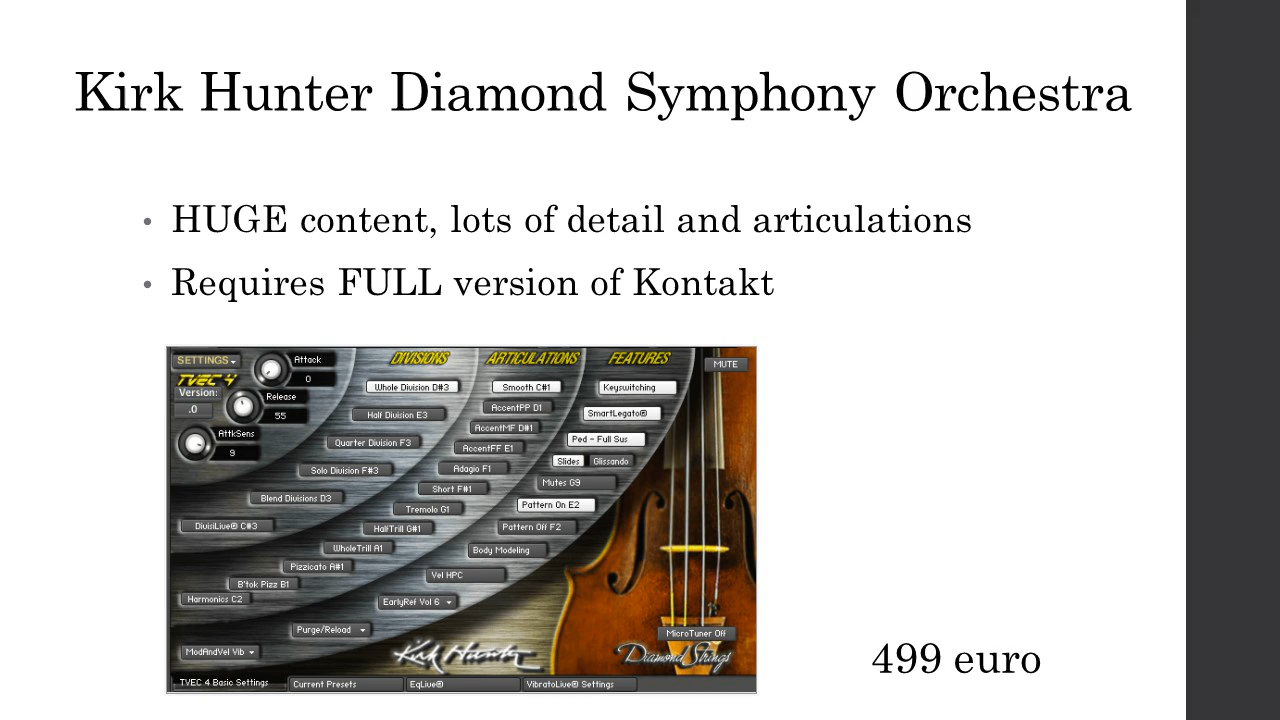 Kirk Hunter Diamond Symphony Orchestra
• HUGE content, lots of detail and articulations
• Requires FULL version of Kontakt
SETTINGS
TVEC 4
Version:
.0
Attack
0
Release
55
AttkSens
9
DIVISIONS
Whole Division D#3
Half Division E3
Quarter Division F3
Solo Division F#3
Blend Divisions D3
DivisiLive® C#3
ARTICULATIONS
Smooth C#1
AccentPP D1
AccentMF D#1
AccentFF E1
Adagio F1
Short F#1
Tremolo G1
HalfTrill G#1
WholeTrill A1
Pizzicato A#1
B'tok Pizz B1
Harmonics C2
FEATURES
Keyswitching
SmartLegato®
Ped - Full Sus
Slides Glissando
Mutes G9
Pattern On E2
Pattern Off F2
Body Modeling
Vel HPC
EarlyRef Vol 6
Purge/Reload
ModAndVel Vib
MUTE
MicroTuner Off
Kirk Hunter
Diamond Strings
TVEC 4 Basic Settings Current Presets EqLive® VibratoLive® Settings
499 euro